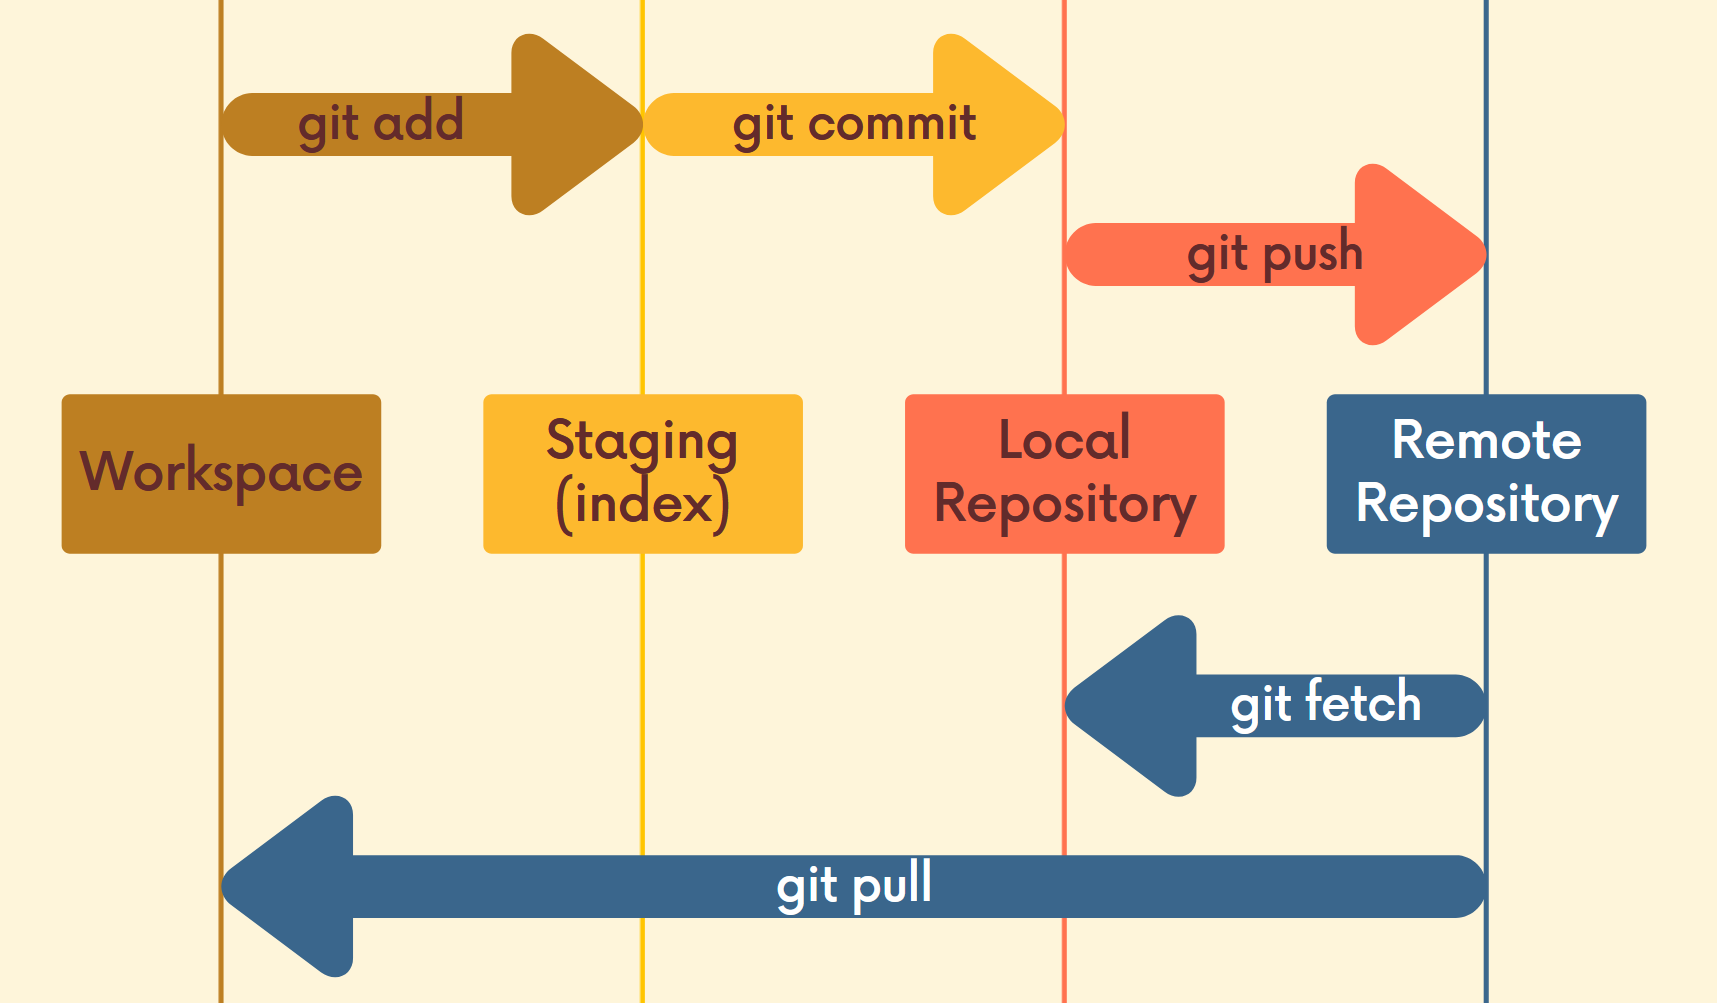 git add
git commit
git push
Workspace
Staging
(index)
Local
Repository
Remote
Repository
git fetch
git pull